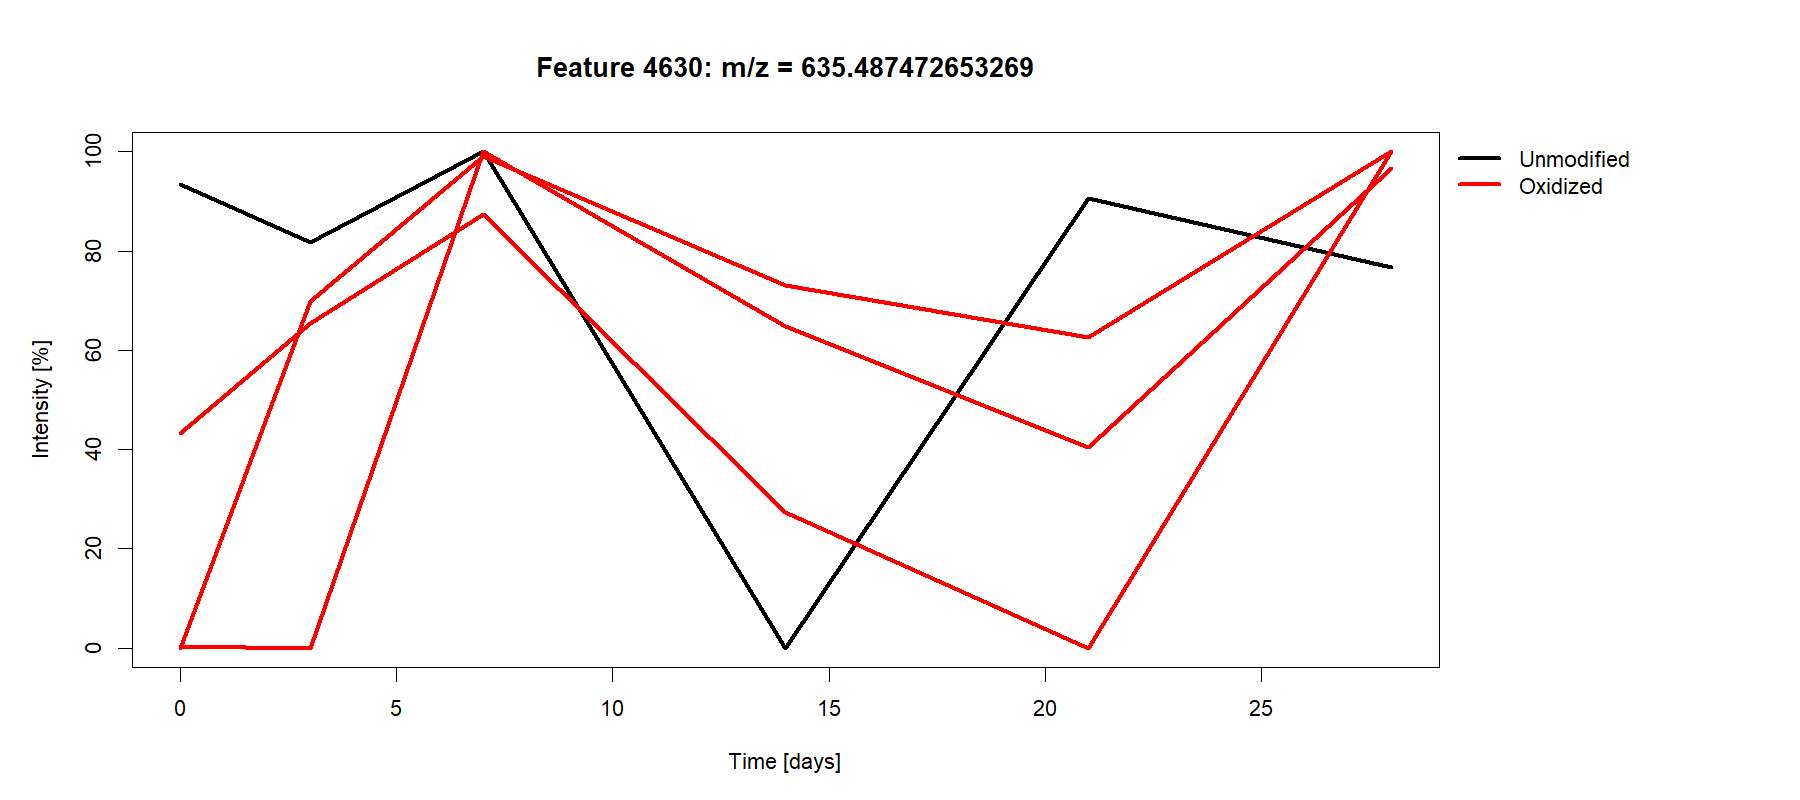 Feature 4630: m/z = 635.487472653269
Unmodified
Oxidized
Intensity [%]
100
80
60
40
20
0
0 5 10 15 20 25
Time [days]